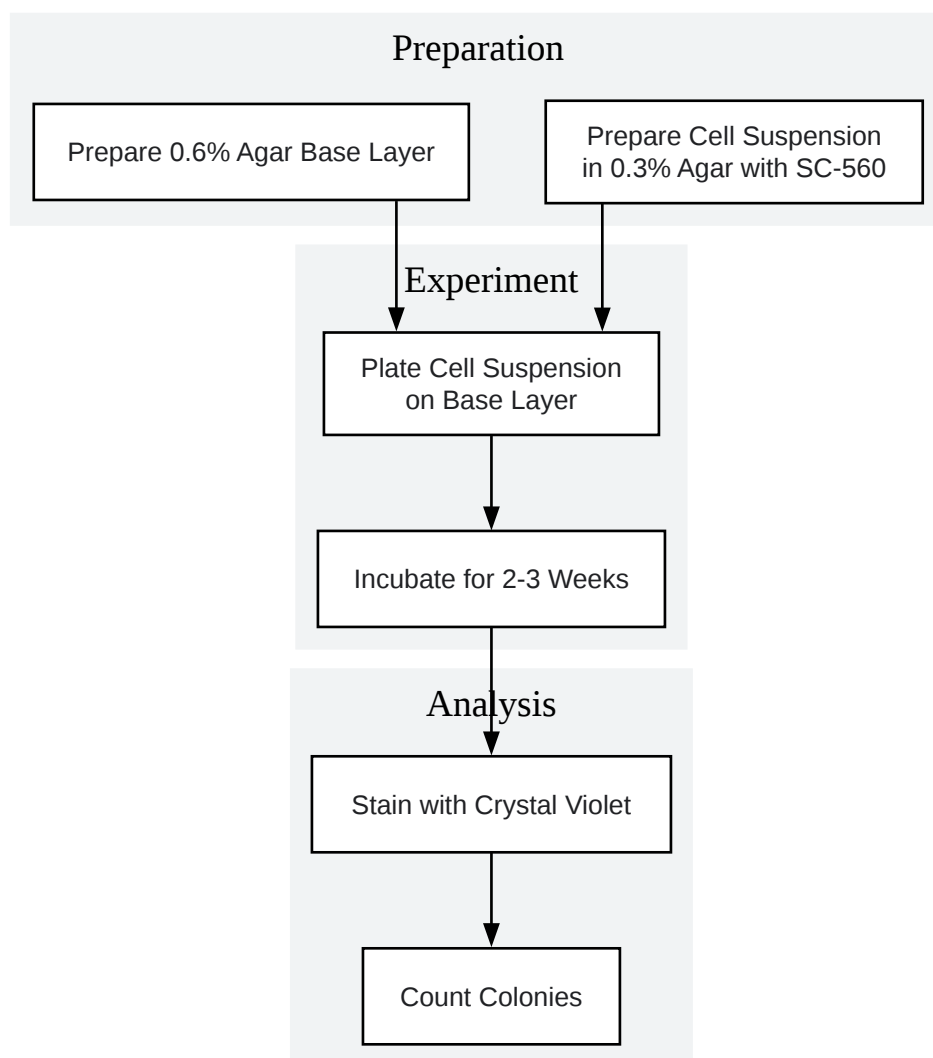 Preparation
Prepare 0.6% Agar Base Layer
Prepare Cell Suspension
in 0.3% Agar with SC-560
Experiment
Plate Cell Suspension
on Base Layer
Incubate for 2-3 Weeks
Analysis
Stain with Crystal Violet
Count Colonies